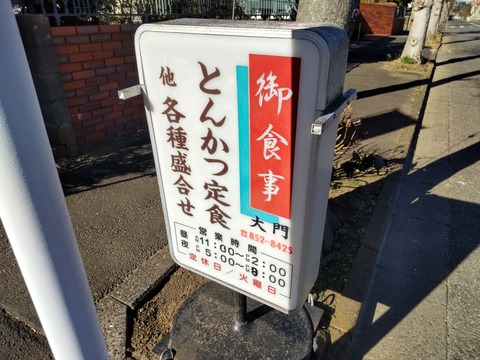 御食事
大門
とんかつ定食
他 各種盛合せ
☎852-8425
営業時間
昼 11:00〜2:00
夜 5:00〜9:00
定休日/火曜日